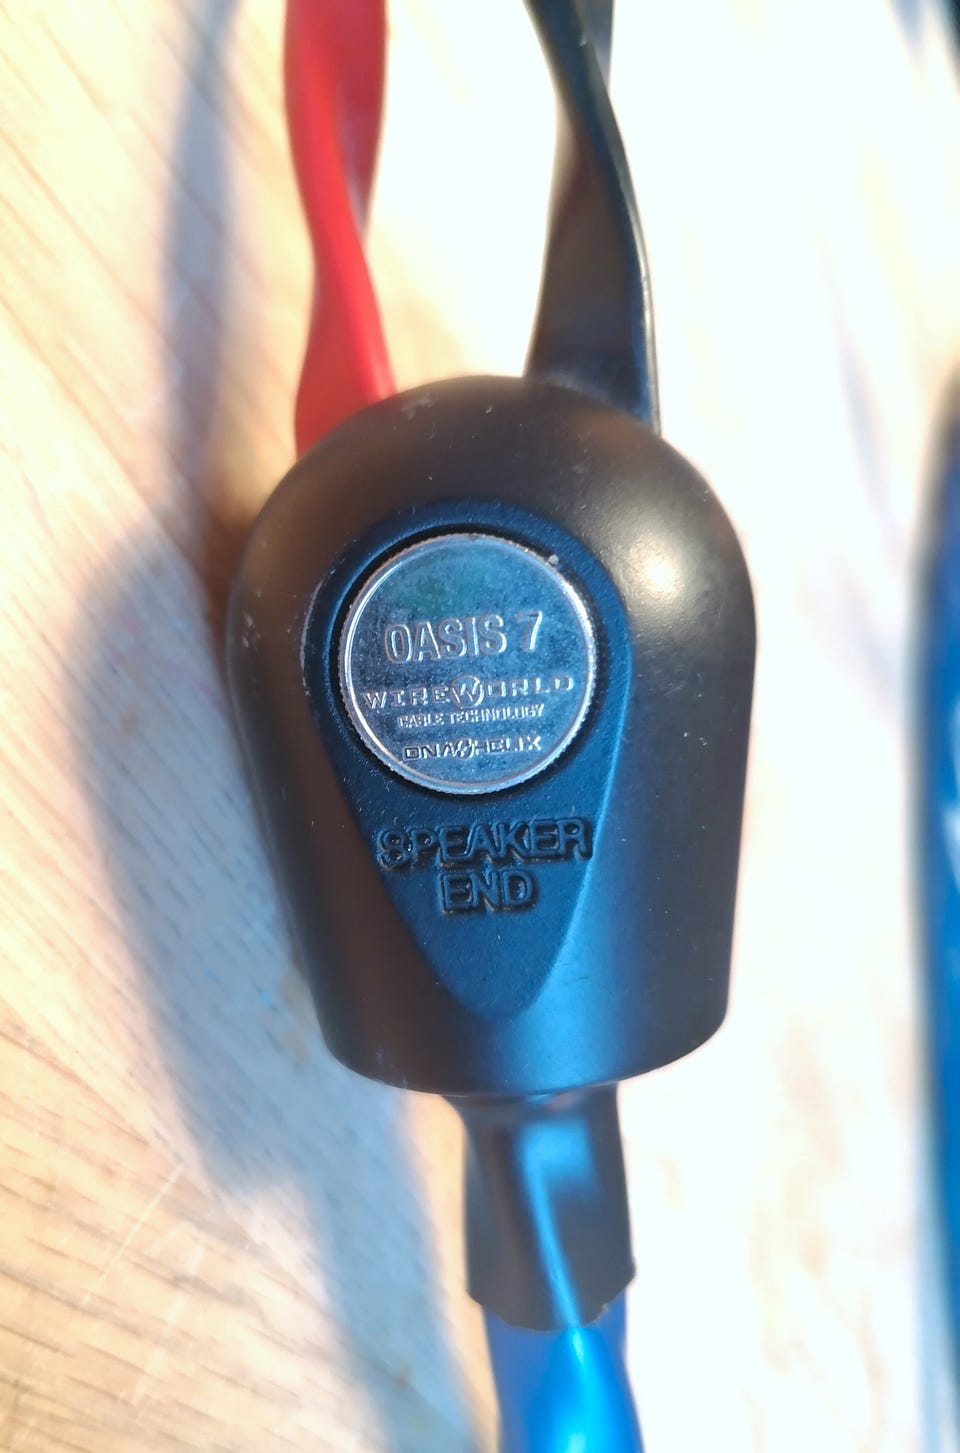 OASIS 7
WIREWORLD
CABLE TECHNOLOGY
DNA HELIX
SPEAKER
END